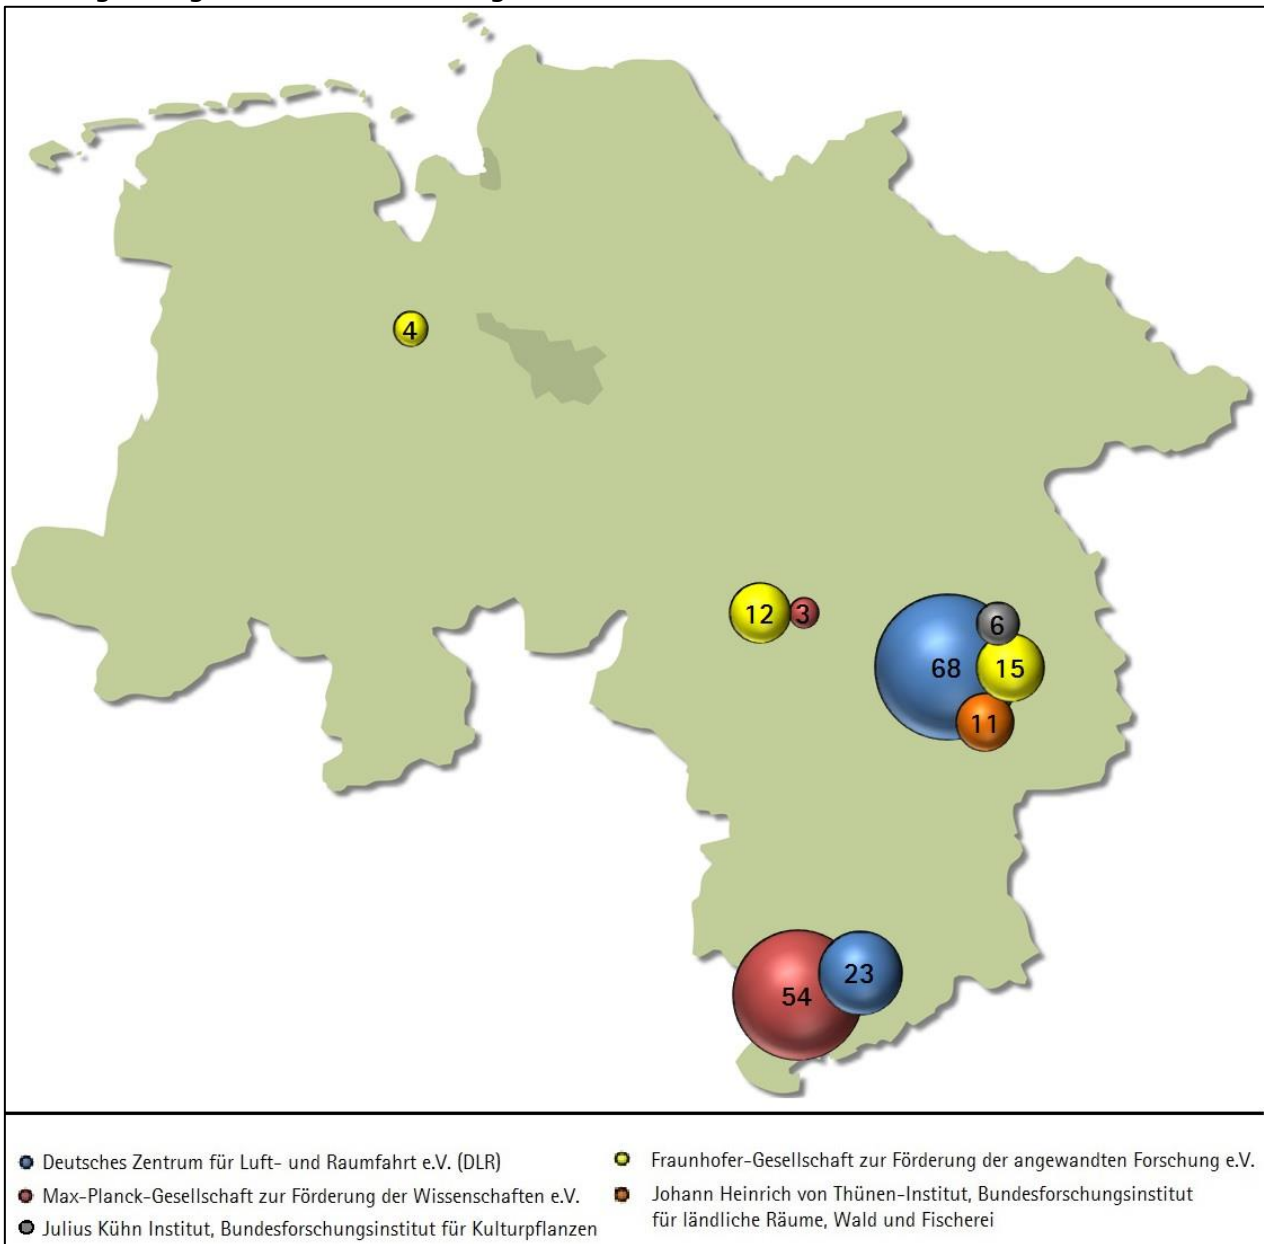 4
12
3
6
68
15
11
23
54
Deutsches Zentrum für Luft- und Raumfahrt e.V. (DLR)
Max-Planck-Gesellschaft zur Förderung der Wissenschaften e.V.
Julius Kühn Institut, Bundesforschungsinstitut für Kulturpflanzen
Fraunhofer-Gesellschaft zur Förderung der angewandten Forschung e.V.
Johann Heinrich von Thünen-Institut, Bundesforschungsinstitut
für ländliche Räume, Wald und Fischerei